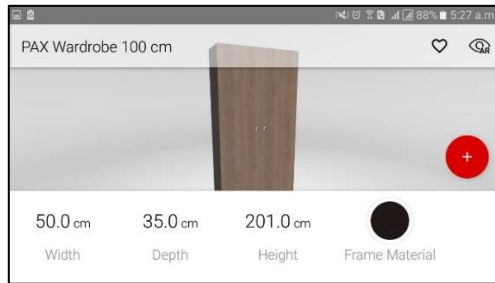 88% 5:27 a.m.
PAX Wardrobe 100 cm
AR
+
50.0 cm 35.0 cm 201.0 cm
Width Depth Height Frame Material